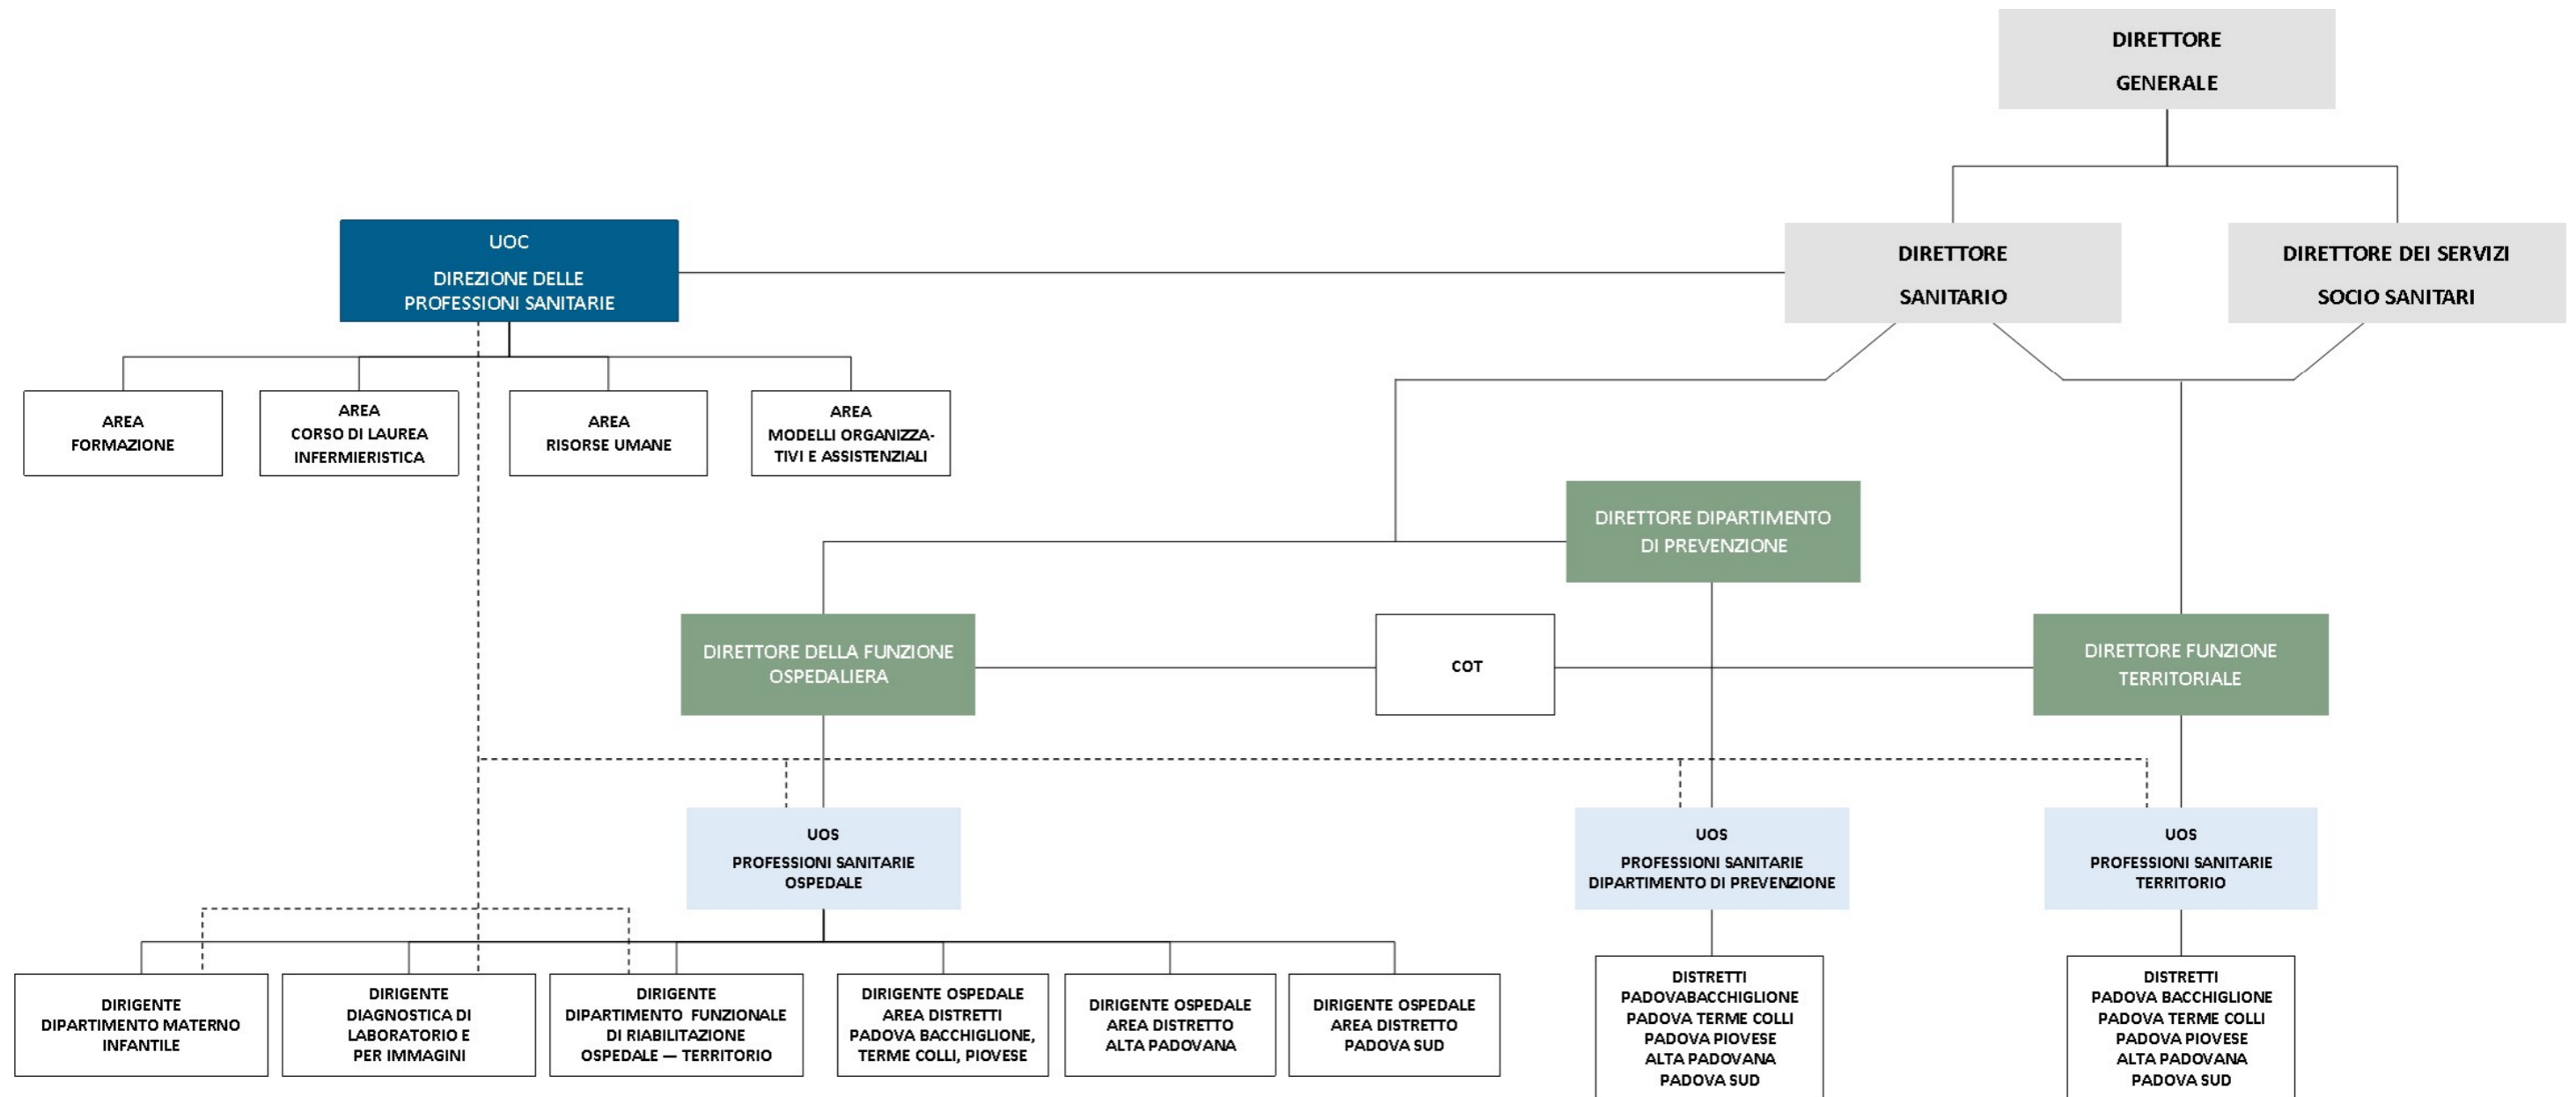 DIRETTORE
GENERALE
UOC
DIREZIONE DELLE
PROFESSIONI SANITARIE
DIRETTORE
SANITARIO
DIRETTORE DEI SERVIZI
SOCIO SANITARI
AREA
FORMAZIONE
AREA
CORSO DI LAUREA
INFERMIERISTICA
AREA
RISORSE UMANE
AREA
MODELLI ORGANIZZA-
TIVI E ASSISTENZIALI
DIRETTORE DIPARTIMENTO
DI PREVENZIONE
DIRETTORE DELLA FUNZIONE
OSPEDALIERA
COT
DIRETTORE FUNZIONE
TERRITORIALE
UOS
PROFESSIONI SANITARIE
OSPEDALE
UOS
PROFESSIONI SANITARIE
DIPARTIMENTO DI PREVENZIONE
UOS
PROFESSIONI SANITARIE
TERRITORIO
DIRIGENTE
DIPARTIMENTO MATERNO
INFANTILE
DIRIGENTE
DIAGNOSTICA DI
LABORATORIO E
PER IMMAGINI
DIRIGENTE
DIPARTIMENTO FUNZIONALE
DI RIABILITAZIONE
OSPEDALE — TERRITORIO
DIRIGENTE OSPEDALE
AREA DISTRETTI
PADOVA BACCHIGLIONE,
TERME COLLI, PIOVESE
DIRIGENTE OSPEDALE
AREA DISTRETTO
ALTA PADOVANA
DIRIGENTE OSPEDALE
AREA DISTRETTO
PADOVA SUD
DISTRETTI
PADOVABACCHIGLIONE
PADOVA TERME COLLI
PADOVA PIOVESE
ALTA PADOVANA
PADOVA SUD
DISTRETTI
PADOVA BACCHIGLIONE
PADOVA TERME COLLI
PADOVA PIOVESE
ALTA PADOVANA
PADOVA SUD